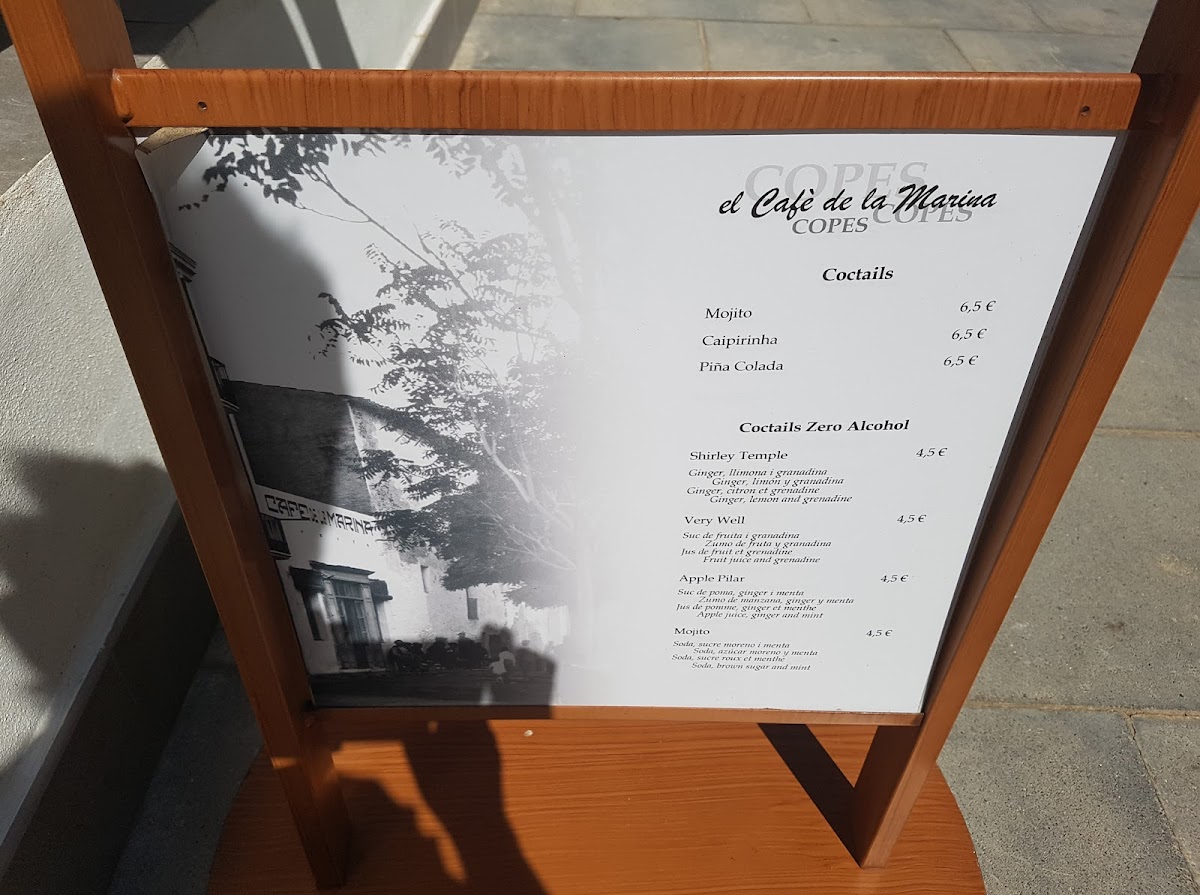 COPES
el Cafè de la Marina
COPES COPES
Coctails
Mojito 6,5 €
Caipirinha 6,5 €
Piña Colada 6,5 €
Coctails Zero Alcohol
Shirley Temple 4,5 €
Ginger, llimona i granadina
Ginger, limón y granadina
Ginger, citron et grenadine
Ginger, lemon and grenadine
Very Well 4,5 €
Suc de fruita i granadina
Zumo de fruta y granadina
Jus de fruit et grenadine
Fruit juice and grenadine
Apple Pilar 4,5 €
Suc de poma, ginger i menta
Zumo de manzana, ginger y menta
Jus de pomme, ginger et menthe
Apple juice, ginger and mint
Mojito 4,5 €
Soda, sucre moreno i menta
Soda, azúcar moreno y menta
Soda, sucre roux et menthe
Soda, brown sugar and mint
CAFE DE LA MARINA